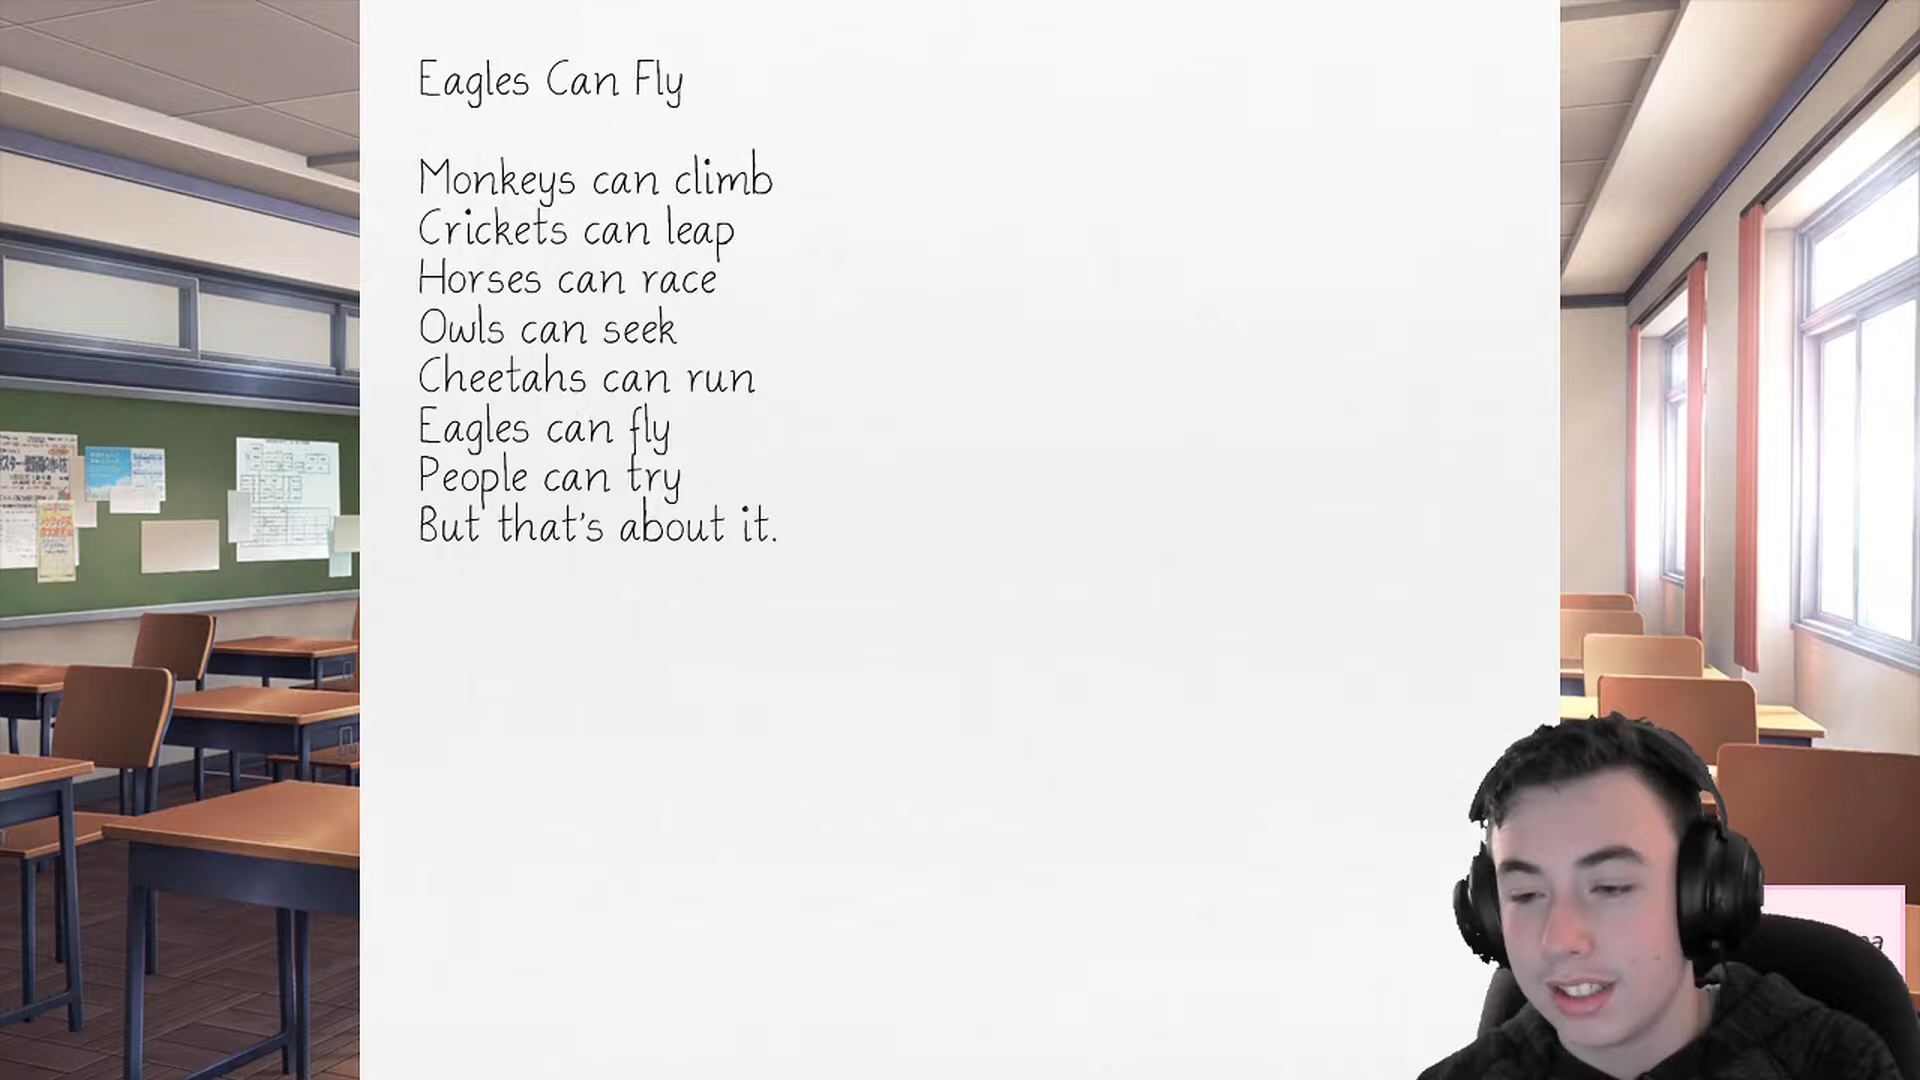 Eagles Can Fly
Monkeys can climb
Crickets can leap
Horses can race
Owls can seek
Cheetahs can run
Eagles can fly
People can try
But that's about it.